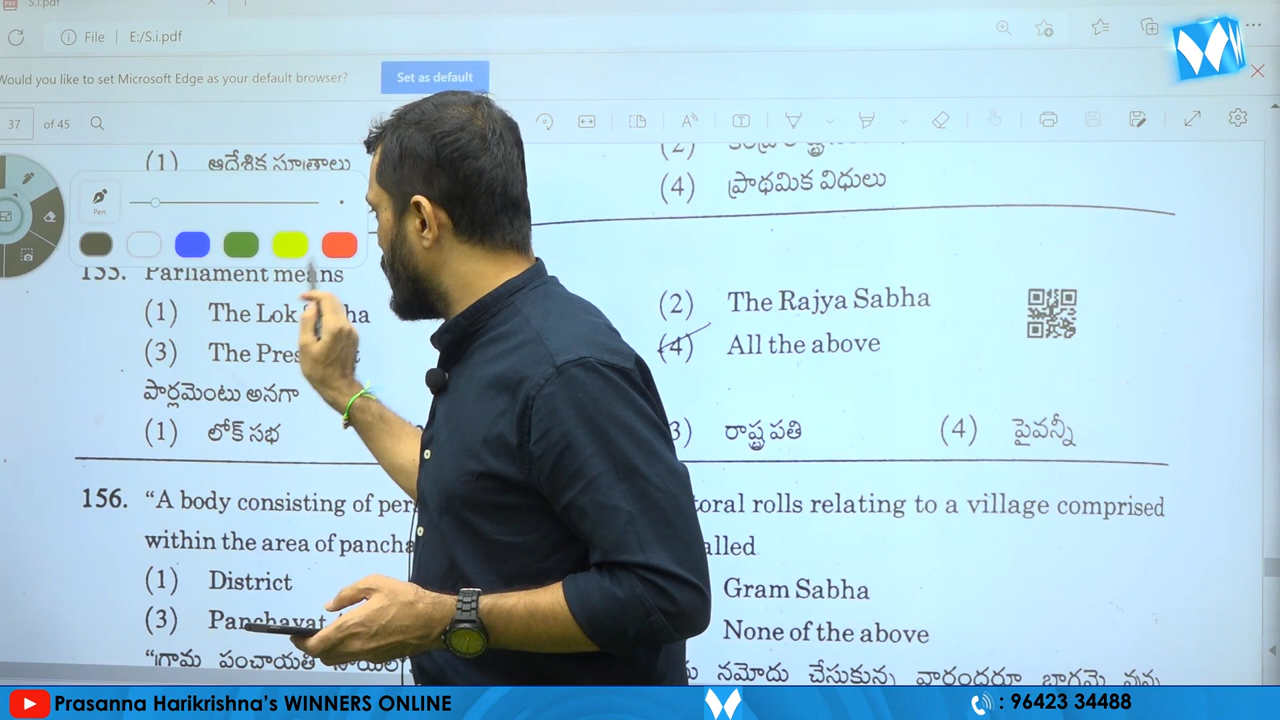 S.i.pdf
File E:/S.i.pdf
Would you like to set Microsoft Edge as your default browser? Set as default
37 of 45
(1) ఆదేశిక సూత్రాలు (2)
(4) ప్రాథమిక విధులు
Pen
155. Parliament means
(1) The Lok (2) The Rajya Sabha
(3) The (4) All the above
పార్లమెంటు అనగా
(1) లోక్ సభ 3) రాష్ట్రపతి (4) పైవన్నీ
156. "A body consisting of toral rolls relating to a village comprised
within the area of alled
(1) District Gram Sabha
(3) Panchayat None of the above
"గ్రామ పంచాయతీ నమోదు చేసుకున్న వారందరూ భాగమై వున్న
Prasanna Harikrishna's WINNERS ONLINE : 96423 34488